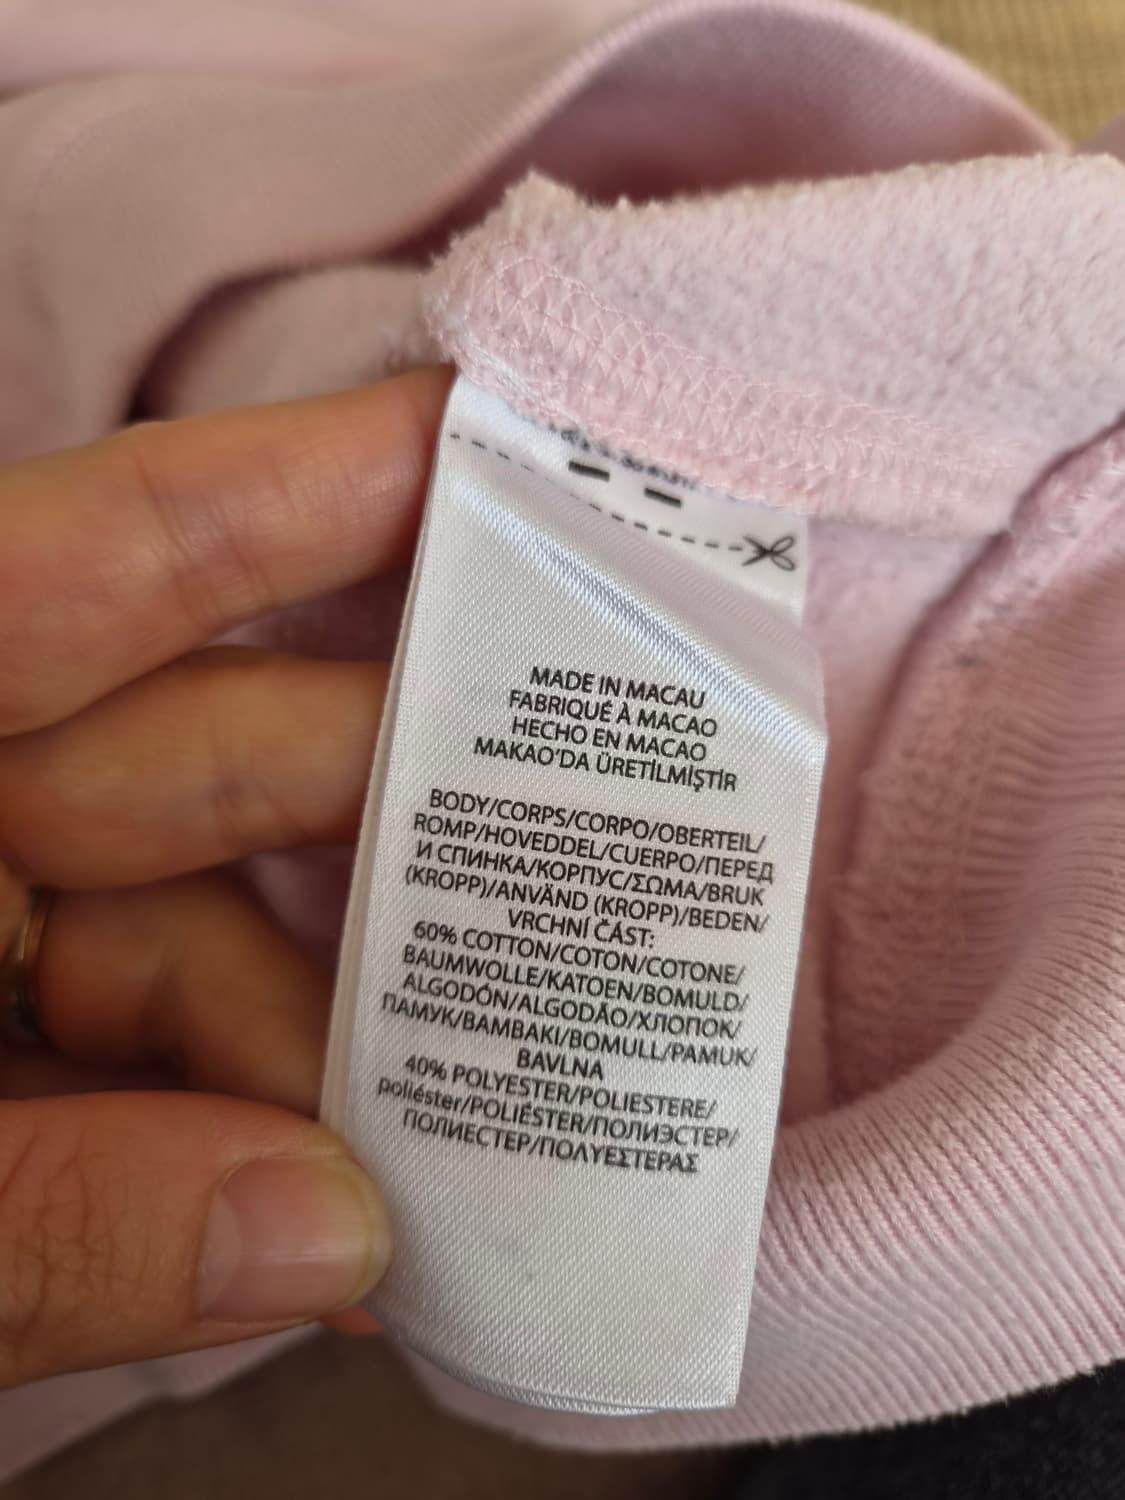 MADE IN MACAU
FABRIQUÉ À MACAO
HECHO EN MACAO
MAKAO'DA ÜRETİLMİŞTİR
BODY/CORPS/CORPO/OBERTEIL/
ROMP/HOVEDDEL/CUERPO/ПЕРЕД
И СПИНКА/КОРПУС/ΣΩΜΑ/BRUK
(KROPP)/ANVÄND (KROPP)/BEDEN/
VRCHNÍ ČÁST:
60% COTTON/COTON/COTONE/
BAUMWOLLE/KATOEN/BOMULD/
ALGODÓN/ALGODÃO/ХЛОПОК/
ПАМУК/ΒΑΜΒΑΚΙ/BOMULL/PAMUK/
BAVLNA
40% POLYESTER/POLIESTERE/
poliéster/POLIÉSTER/ПОЛИЭСТЕР/
ПОЛИЕСТЕР/ΠΟΛΥΕΣΤΕΡΑΣ